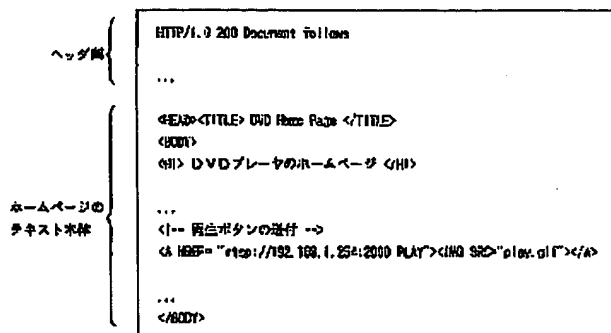 ヘッダ部
HTTP/1.0 200 Document follows
...
<HEAD><TITLE> DVD Home Page </TITLE>
<BODY>
<H1> DVDプレーヤのホームページ </H1>
ホームページの
テキスト本体
...
<!-- 再生ボタンの送付 -->
<A HREF= "rtsp://192.168.1.254:2000 PLAY"><IMG SRC="play.gif"></A>
...
</BODY>